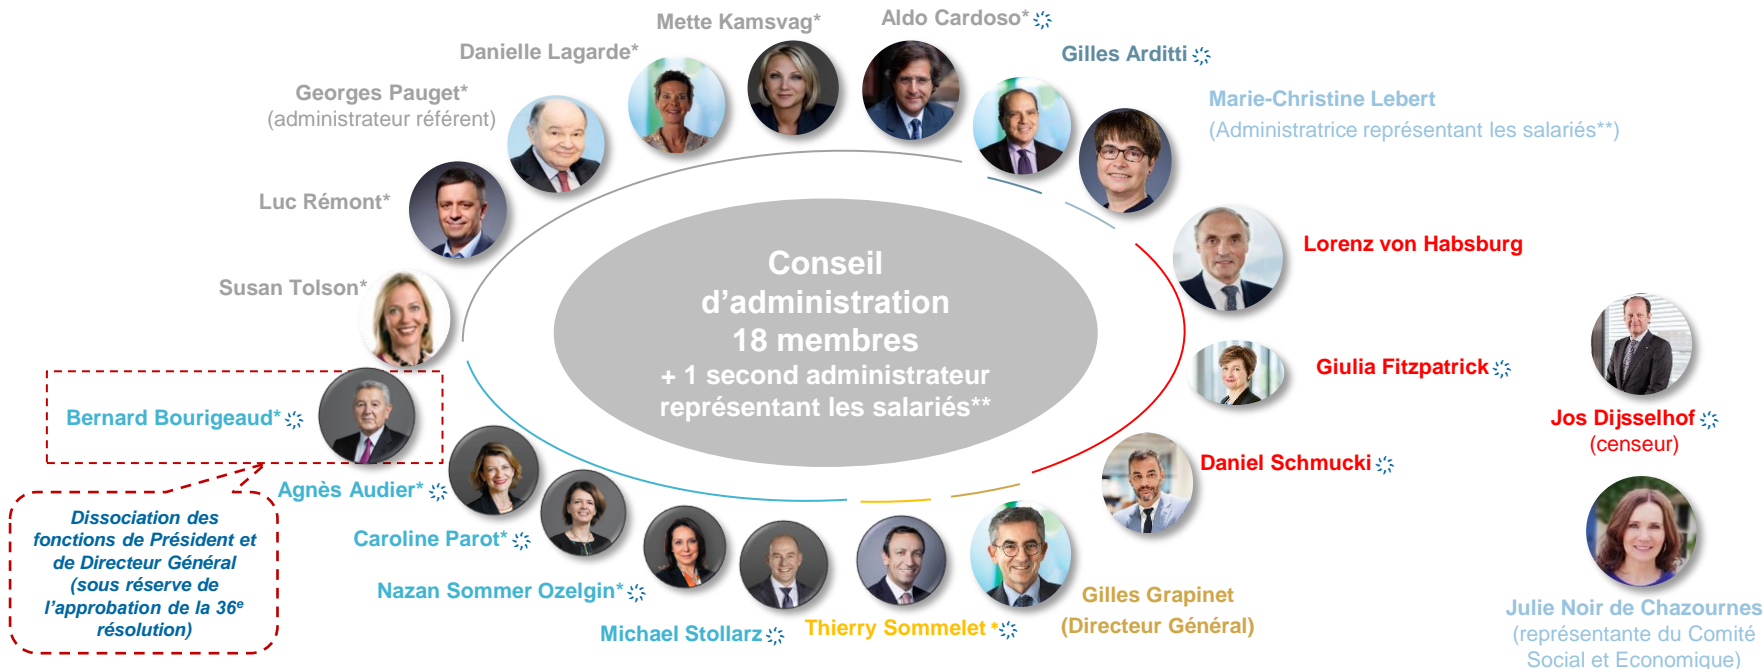 Mette Kamsvag*
Aldo Cardoso*
Danielle Lagarde*
Gilles Arditti
Georges Pauget*
(administrateur référent)
Marie-Christine Lebert
(Administratrice représentant les salariés**)
Luc Rémont*
Lorenz von Habsburg
Susan Tolson*
Conseil
d'administration
18 membres
+ 1 second administrateur
représentant les salariés**
Giulia Fitzpatrick
Bernard Bourigeaud*
Jos Dijsselhof
(censeur)
Daniel Schmucki
Agnès Audier*
Dissociation des
fonctions de Président et
de Directeur Général
(sous réserve de
l'approbation de la 36e
résolution)
Caroline Parot*
Nazan Sommer Ozelgin*
Michael Stollarz
Thierry Sommelet *
Gilles Grapinet
(Directeur Général)
Julie Noir de Chazournes
(représentante du Comité
Social et Economique)